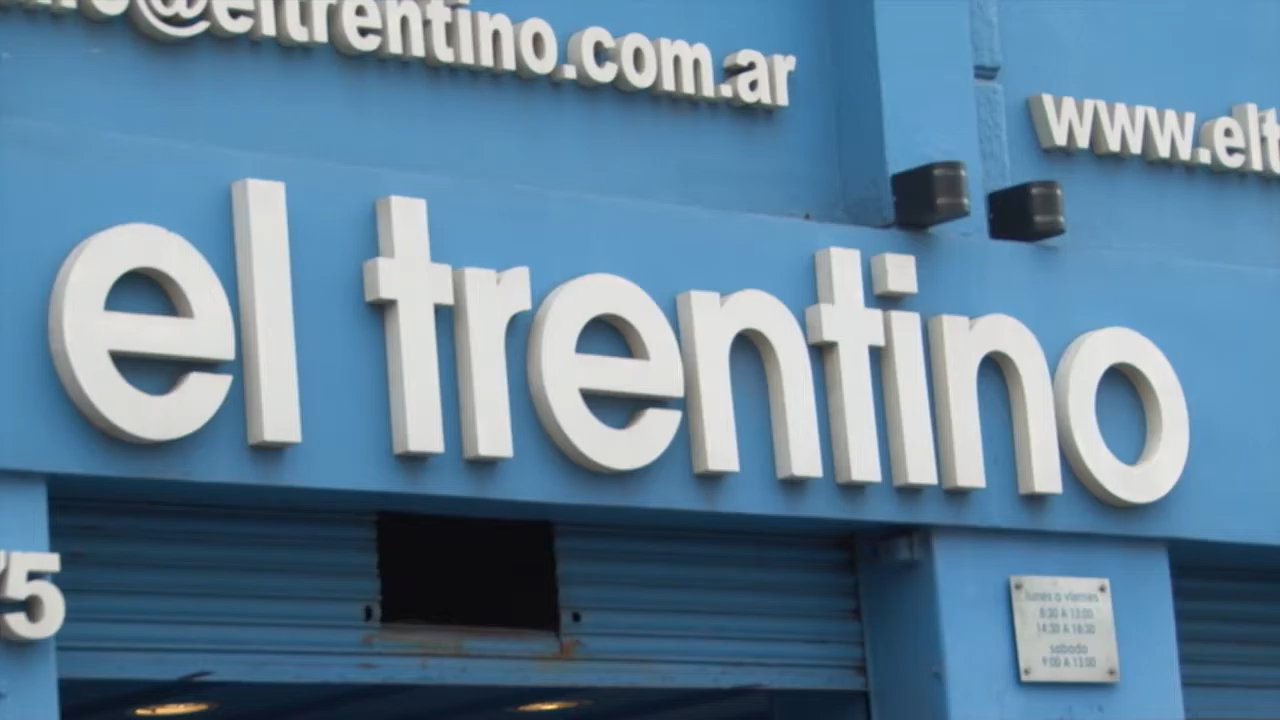 @eltrentino.com.ar
www.elt
el trentino
5
lunes a viernes
8:30 A 13:00
14:30 A 18:30
sabado
9:00 A 13:00